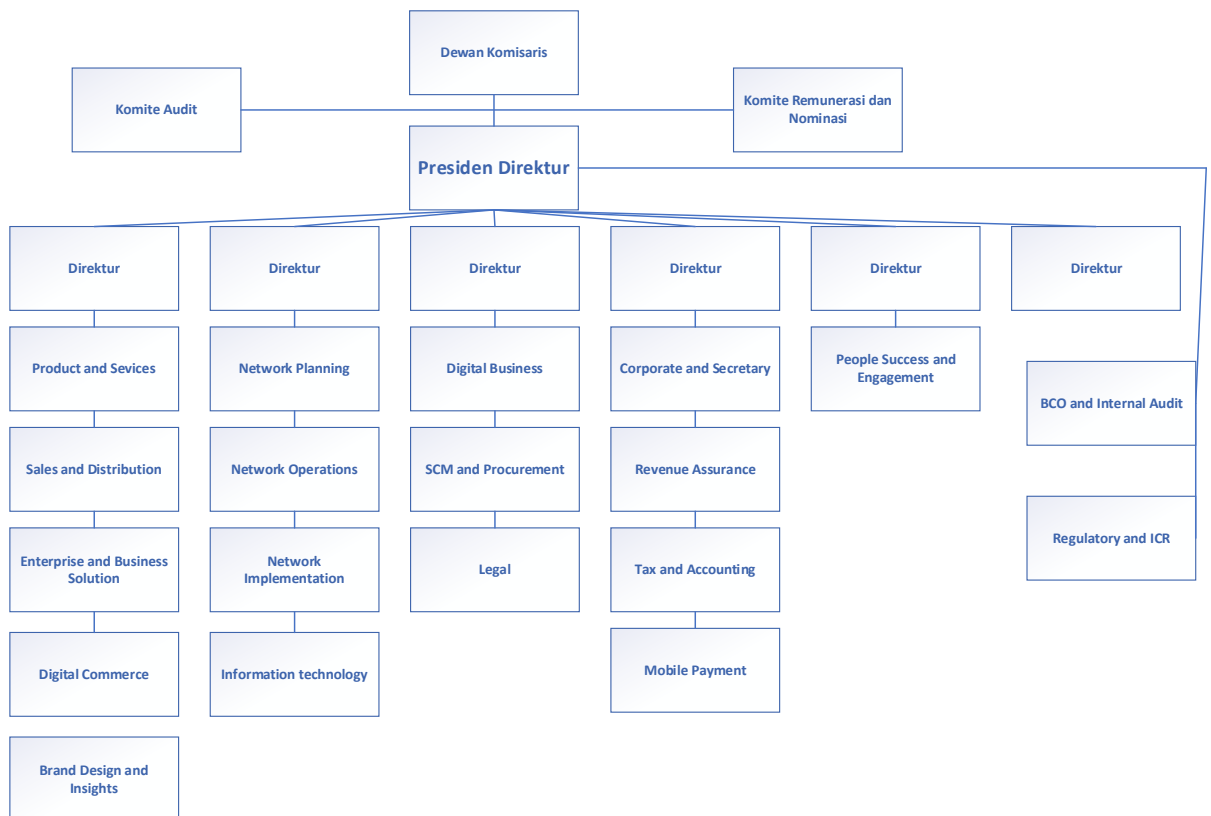 Dewan Komisaris
Komite Audit
Komite Remunerasi dan
Nominasi
Presiden Direktur
Direktur
Direktur
Direktur
Direktur
Direktur
Direktur
Product and Sevices
Network Planning
Digital Business
Corporate and Secretary
People Success and
Engagement
BCO and Internal Audit
Sales and Distribution
Network Operations
SCM and Procurement
Revenue Assurance
Regulatory and ICR
Enterprise and Business
Solution
Network
Implementation
Legal
Tax and Accounting
Digital Commerce
Information technology
Mobile Payment
Brand Design and
Insights